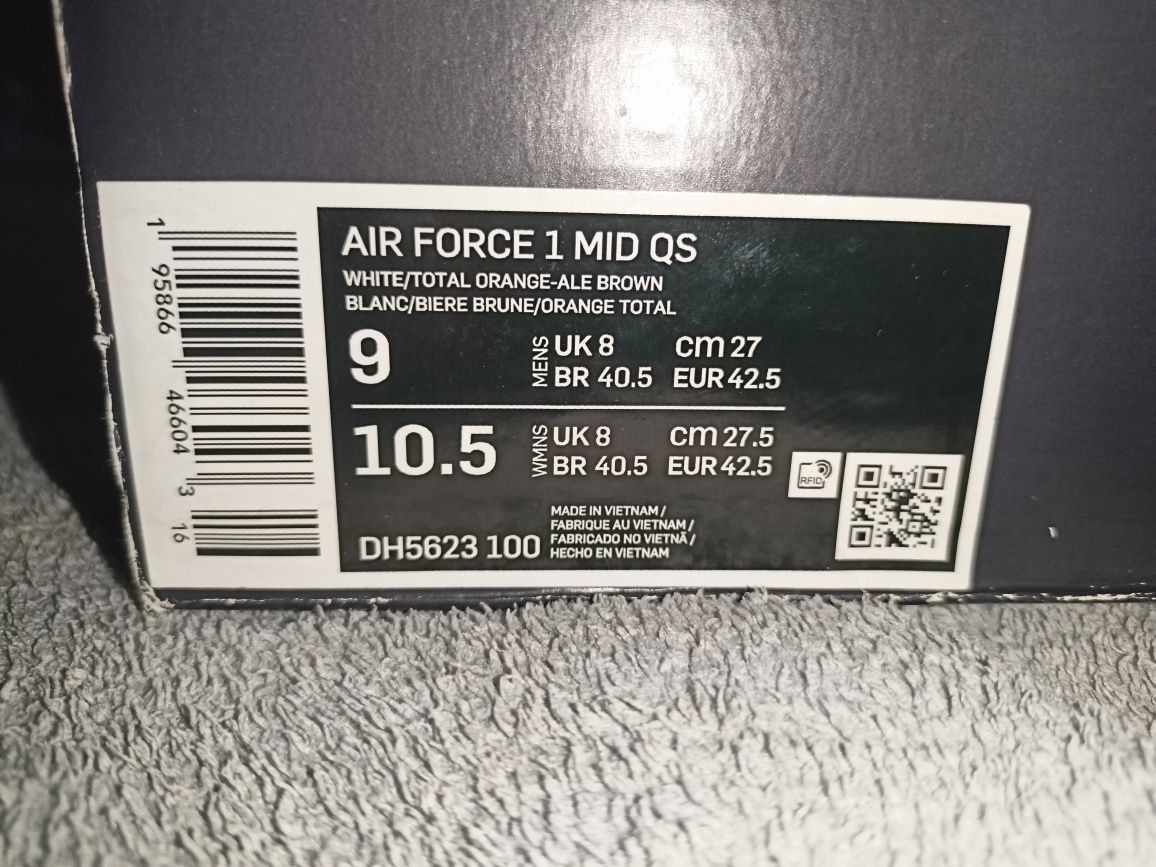 AIR FORCE 1 MID QS
WHITE/TOTAL ORANGE-ALE BROWN
BLANC/BIERE BRUNE/ORANGE TOTAL
9
MENS
UK 8 cm 27
BR 40.5 EUR 42.5
10.5
WMNS
UK 8 cm 27.5
BR 40.5 EUR 42.5
RFID
MADE IN VIETNAM /
FABRIQUE AU VIETNAM /
FABRICADO NO VIETNÃ /
HECHO EN VIETNAM
DH5623 100
1 95866 46604 3 16